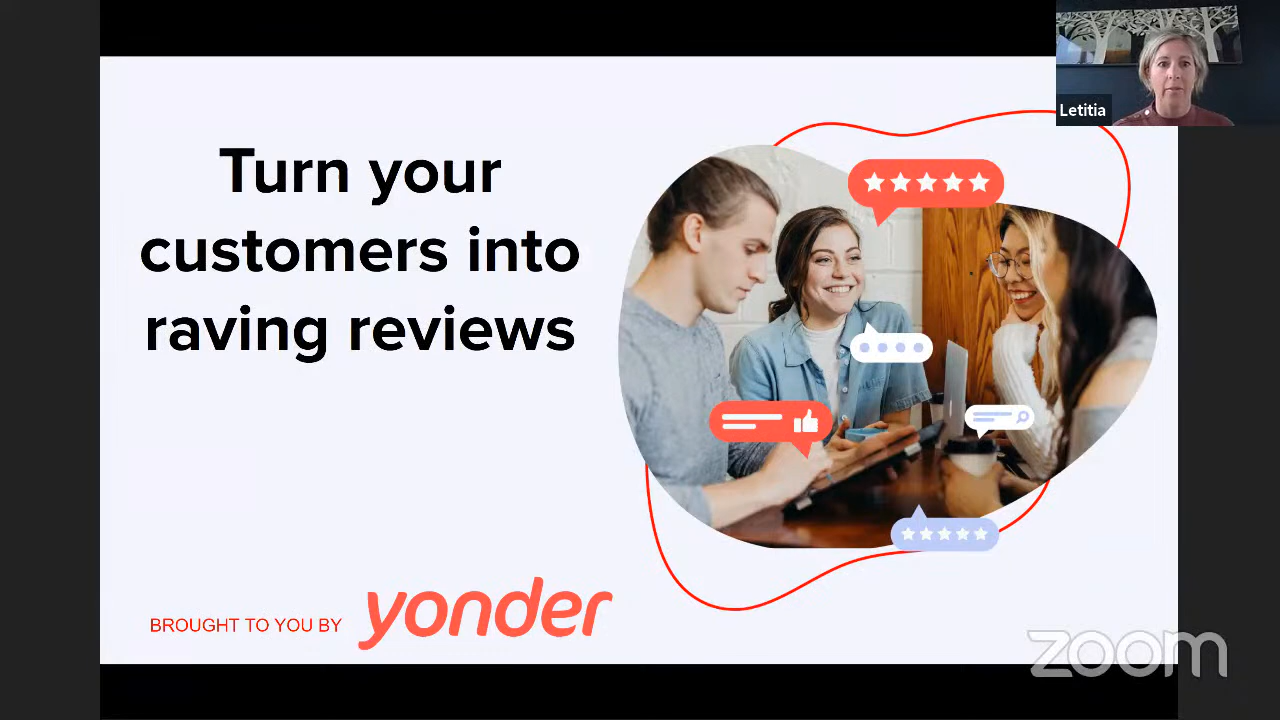 Letitia
Turn your
customers into
raving reviews
BROUGHT TO YOU BY yonder
zoom